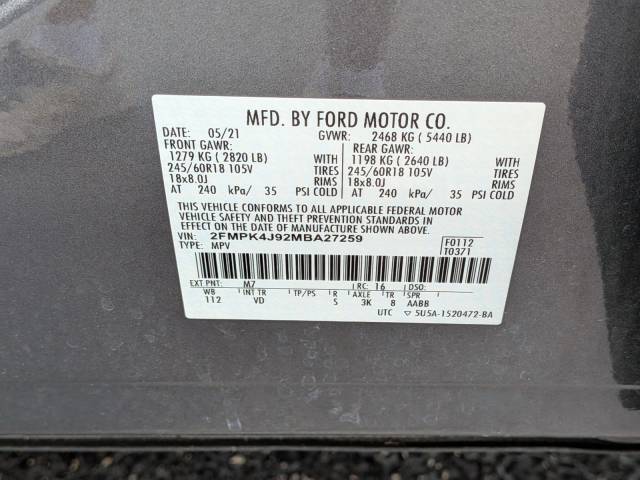 MFD. BY FORD MOTOR CO.
DATE: 05/21 GVWR: 2468 KG ( 5440 LB)
FRONT GAWR: REAR GAWR:
1279 KG ( 2820 LB) WITH 1198 KG ( 2640 LB) WITH
245/60R18 105V TIRES 245/60R18 105V TIRES
18x8.0J RIMS 18x8.0J RIMS
AT 240 kPa/ 35 PSI COLD AT 240 kPa/ 35 PSI COLD
THIS VEHICLE CONFORMS TO ALL APPLICABLE FEDERAL MOTOR
VEHICLE SAFETY AND THEFT PREVENTION STANDARDS IN
EFFECT ON THE DATE OF MANUFACTURE SHOWN ABOVE.
VIN: 2FMPK4J92MBA27259 F0112
TYPE: MPV T0371
EXT PNT: M7 RC: 16 DSO:
WB INT TR TP/PS R AXLE TR SPR
112 VD 5 3K 8 AABB
UTC ▽ 5U5A-1520472-BA